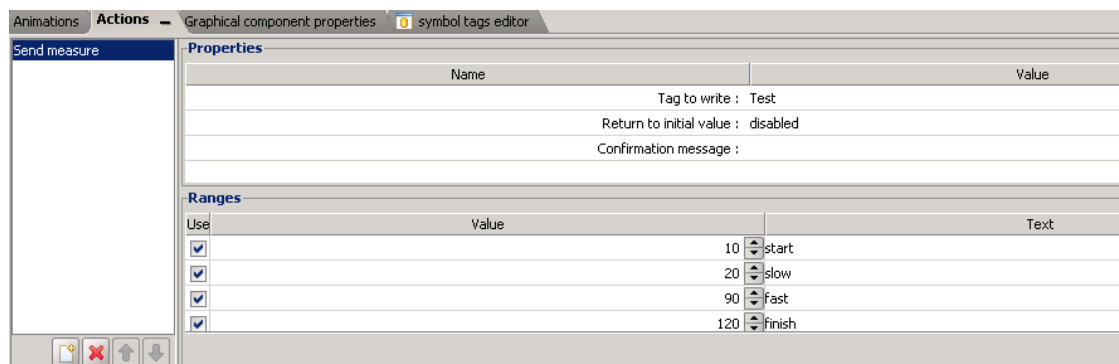 Animations Actions Graphical component properties symbol tags editor
Send measure
Properties
Name Value
Tag to write : Test
Return to initial value : disabled
Confirmation message :
Ranges
Use Value Text
10 start
20 slow
90 fast
120 finish